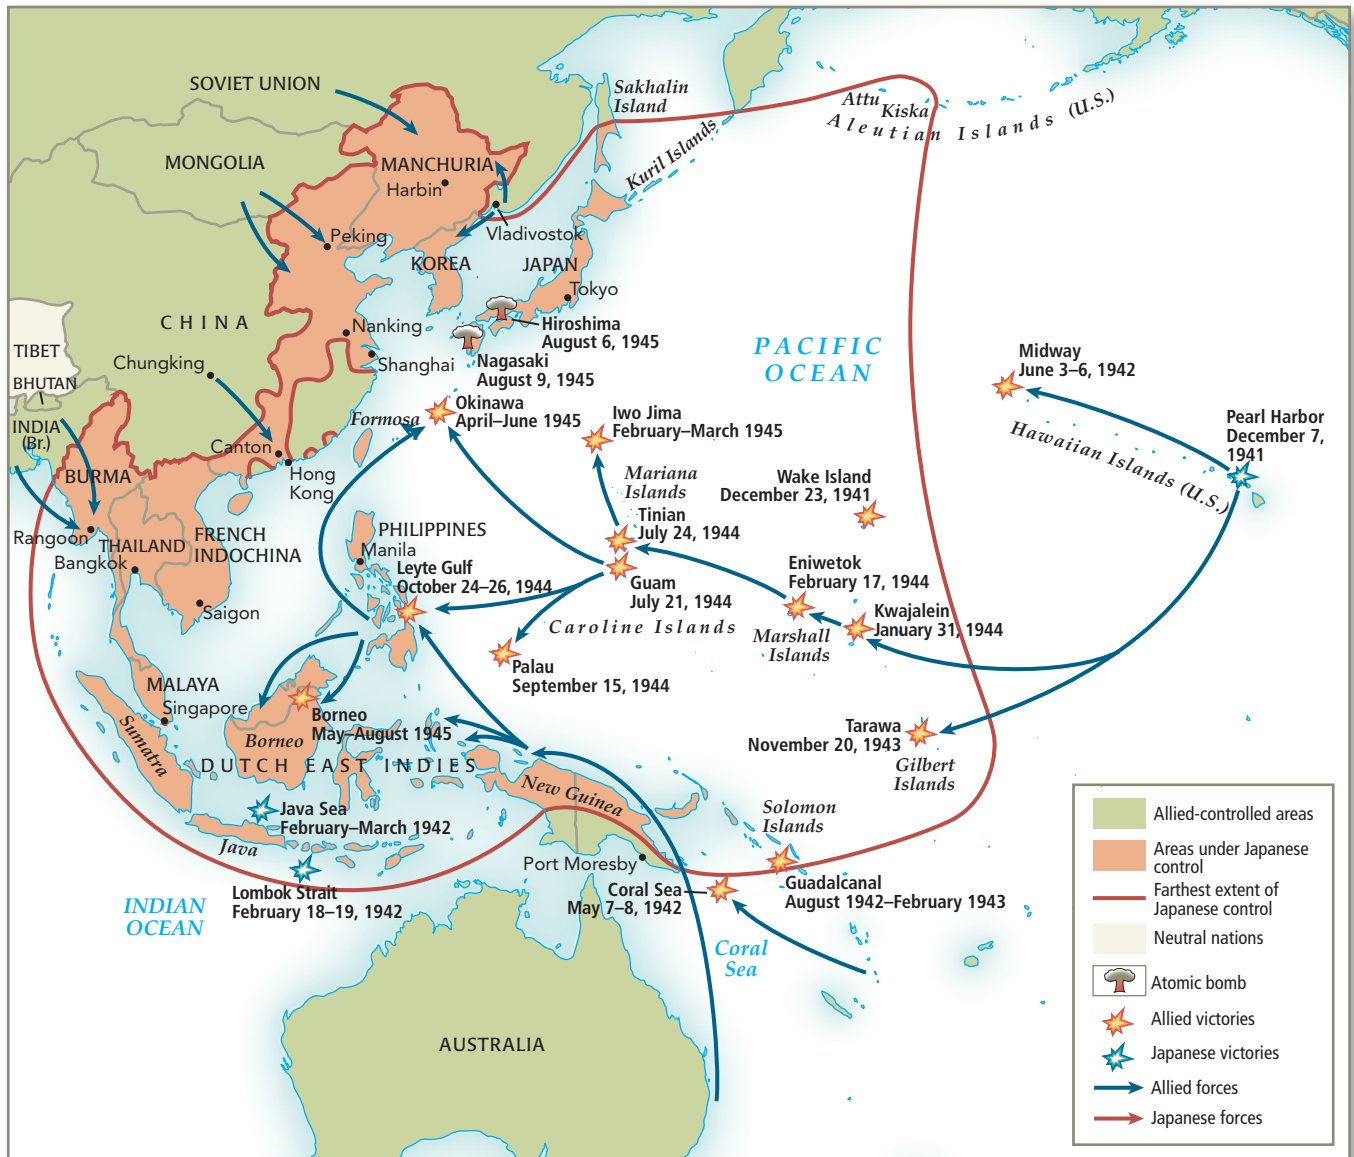 SOVIET UNION
Sakhalin
Island
Attu
Kiska
Aleutian Islands (U.S.)
MONGOLIA
MANCHURIA
Harbin
Kuril Islands
Vladivostok
Peking
KOREA
JAPAN
Tokyo
CHINA
Nanking
Hiroshima
August 6, 1945
Shanghai
Nagasaki
August 9, 1945
TIBET
BHUTAN
Chungking
INDIA
(Br.)
PACIFIC
OCEAN
Midway
June 3–6, 1942
Pearl Harbor
December 7,
1941
Hawaiian Islands (U.S.)
Formosa
Okinawa
April–June 1945
Iwo Jima
February–March 1945
Canton
Hong
Kong
BURMA
Mariana
Islands
Wake Island
December 23, 1941
Tinian
July 24, 1944
Rangoon
THAILAND
Bangkok
FRENCH
INDOCHINA
PHILIPPINES
Manila
Leyte Gulf
October 24–26, 1944
Guam
July 21, 1944
Eniwetok
February 17, 1944
Kwajalein
January 31, 1944
Saigon
Caroline Islands
Marshall
Islands
Palau
September 15, 1944
MALAYA
Singapore
Sumatra
Borneo
May–August 1945
Borneo
Tarawa
November 20, 1943
Gilbert
Islands
DUTCH EAST INDIES
New Guinea
Java Sea
February–March 1942
Java
Solomon
Islands
Port Moresby
Lombok Strait
February 18–19, 1942
Coral Sea
May 7–8, 1942
Guadalcanal
August 1942–February 1943
INDIAN
OCEAN
Coral
Sea
AUSTRALIA
Allied-controlled areas
Areas under Japanese
control
Farthest extent of
Japanese control
Neutral nations
Atomic bomb
Allied victories
Japanese victories
Allied forces
Japanese forces